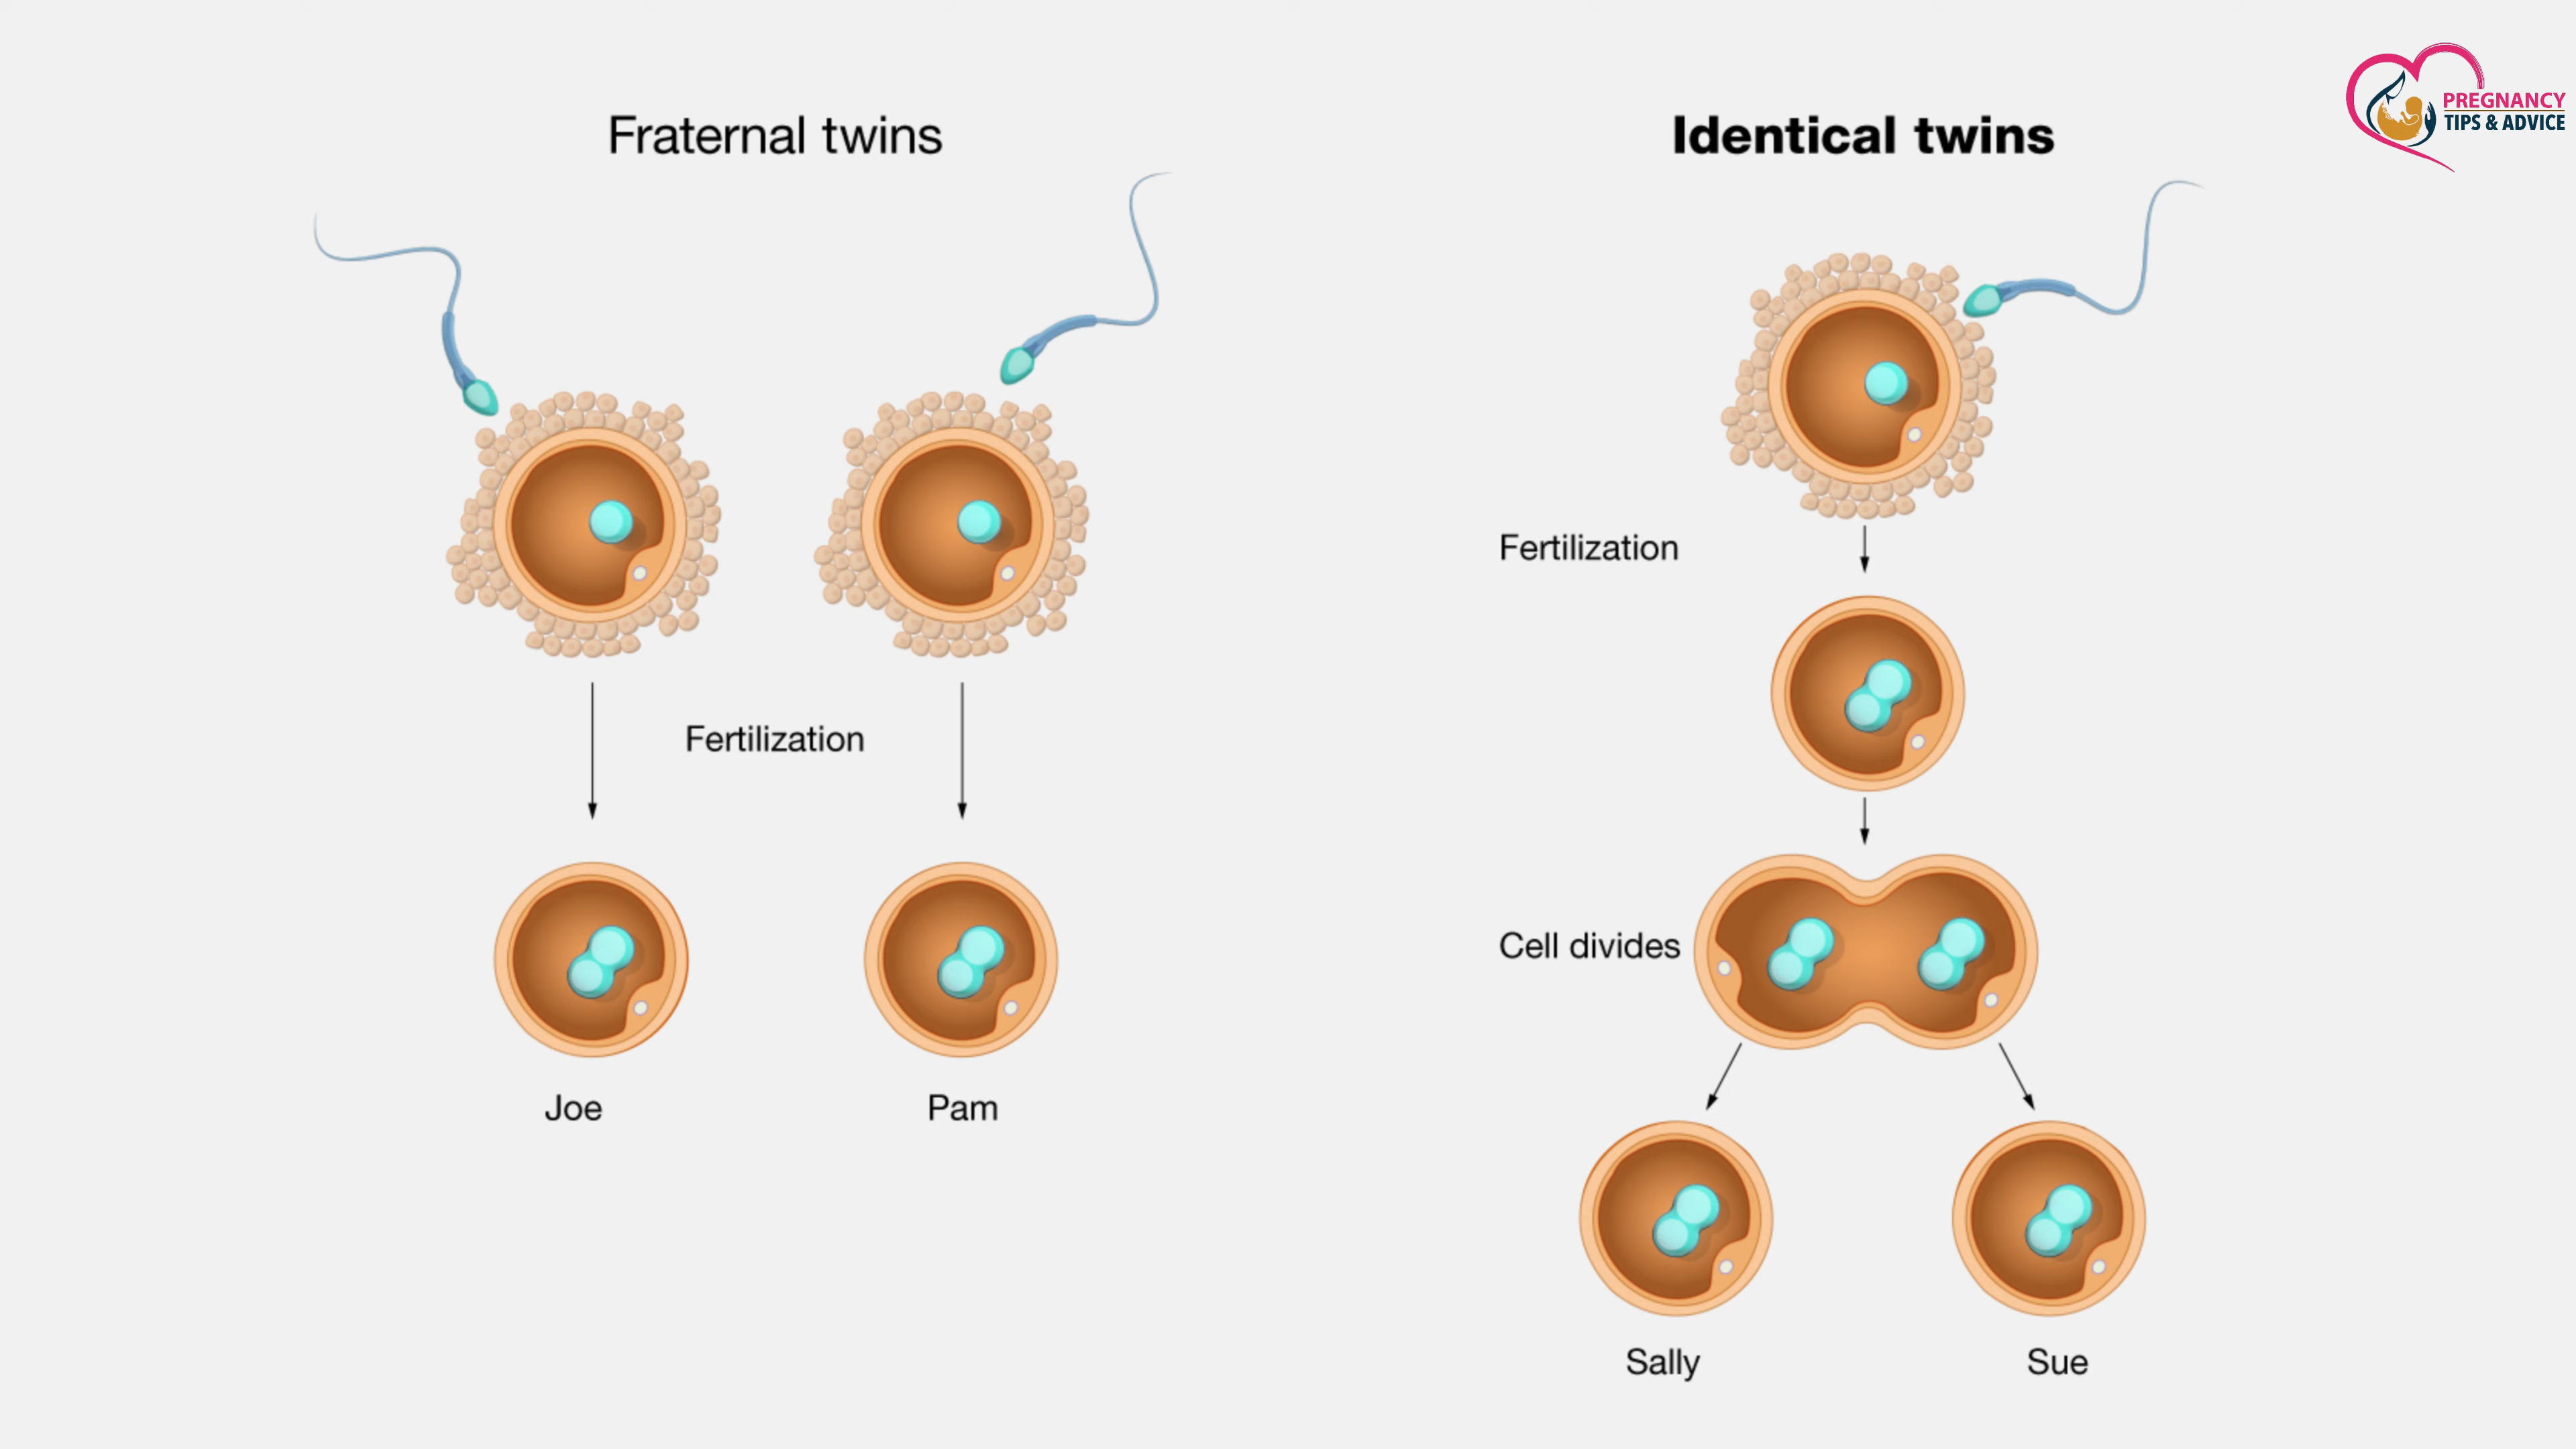 Fraternal twins
Fertilization
Joe
Pam
Identical twins
Fertilization
Cell divides
Sally
Sue
PREGNANCY
TIPS & ADVICE